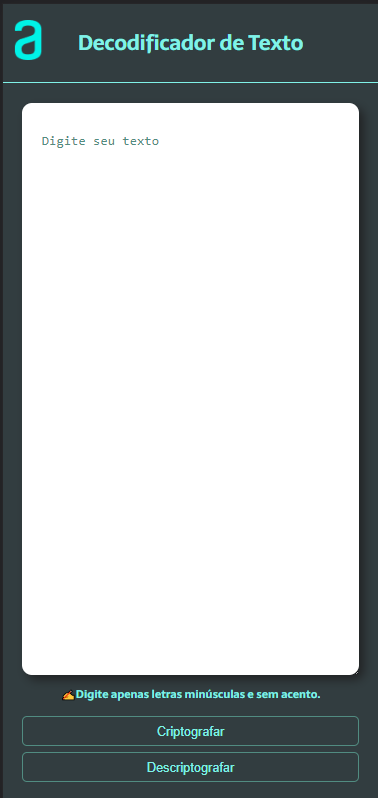 a
Decodificador de Texto
Digite seu texto
✍Digite apenas letras minúsculas e sem acento.
Criptografar
Descriptografar